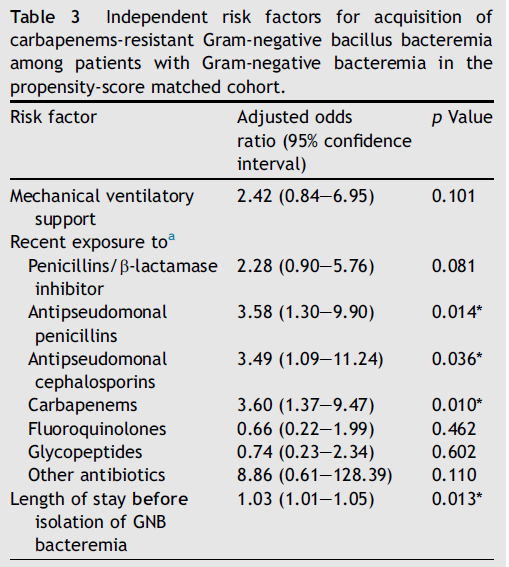 Table 3 Independent risk factors for acquisition of
carbapenems-resistant Gram-negative bacillus bacteremia
among patients with Gram-negative bacteremia in the
propensity-score matched cohort.
Risk factor Adjusted odds p Value
ratio (95% confidence
interval)
Mechanical ventilatory 2.42 (0.84–6.95) 0.101
support
Recent exposure toᵃ
Penicillins/β-lactamase 2.28 (0.90–5.76) 0.081
inhibitor
Antipseudomonal 3.58 (1.30–9.90) 0.014*
penicillins
Antipseudomonal 3.49 (1.09–11.24) 0.036*
cephalosporins
Carbapenems 3.60 (1.37–9.47) 0.010*
Fluoroquinolones 0.66 (0.22–1.99) 0.462
Glycopeptides 0.74 (0.23–2.34) 0.602
Other antibiotics 8.86 (0.61–128.39) 0.110
Length of stay before 1.03 (1.01–1.05) 0.013*
isolation of GNB
bacteremia